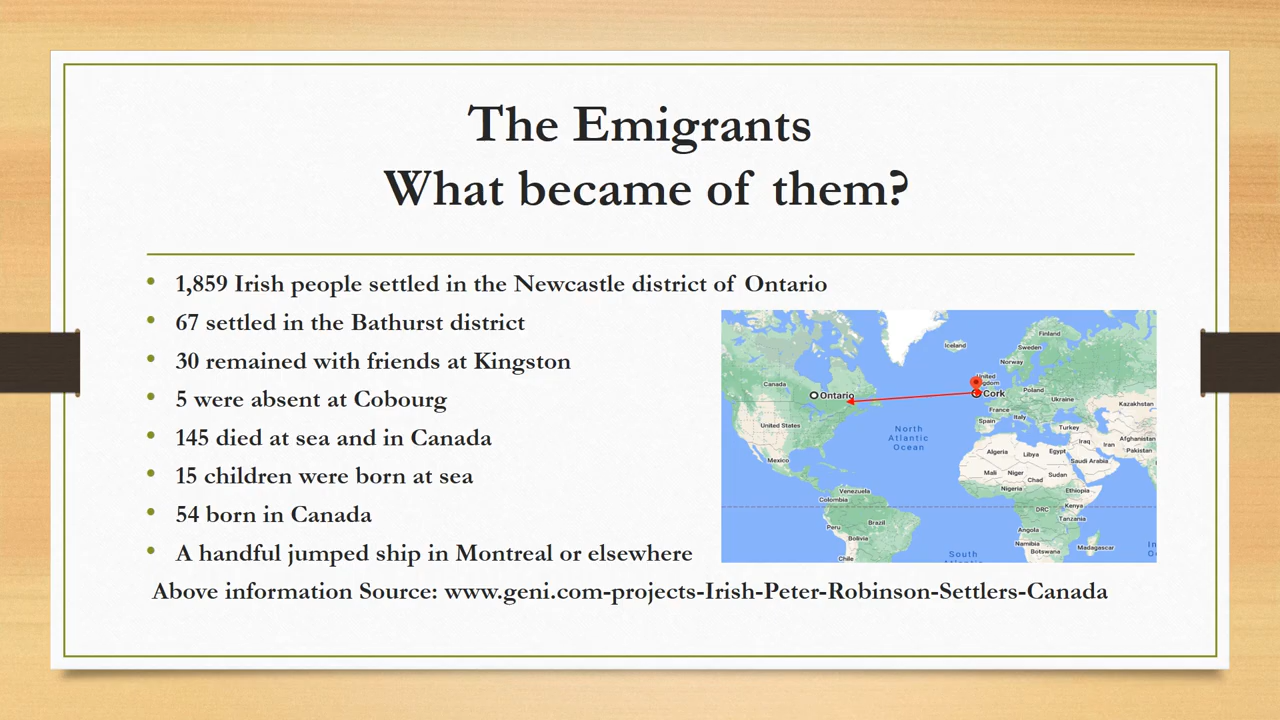 The Emigrants
What became of them?
• 1,859 Irish people settled in the Newcastle district of Ontario
• 67 settled in the Bathurst district
• 30 remained with friends at Kingston
• 5 were absent at Cobourg
• 145 died at sea and in Canada
• 15 children were born at sea
• 54 born in Canada
• A handful jumped ship in Montreal or elsewhere
Above information Source: www.geni.com-projects-Irish-Peter-Robinson-Settlers-Canada
Iceland
Finland
Sweden
Norway
United
Canada
Ontario
Cork
Poland
Ukraine
Kazakhstan
France
Italy
United States
Spain
Turkey
North
Atlantic
Ocean
Iraq
Iran
Afghanistan
Pakistan
Algeria
Libya
Egypt
Saudi Arabia
Mexico
Mali
Niger
Chad
Sudan
Nigeria
Ethiopia
Venezuela
Colombia
DRC
Kenya
Tanzania
Peru
Brazil
Angola
Namibia
Botswana
Madagascar
Bolivia
Chile
South